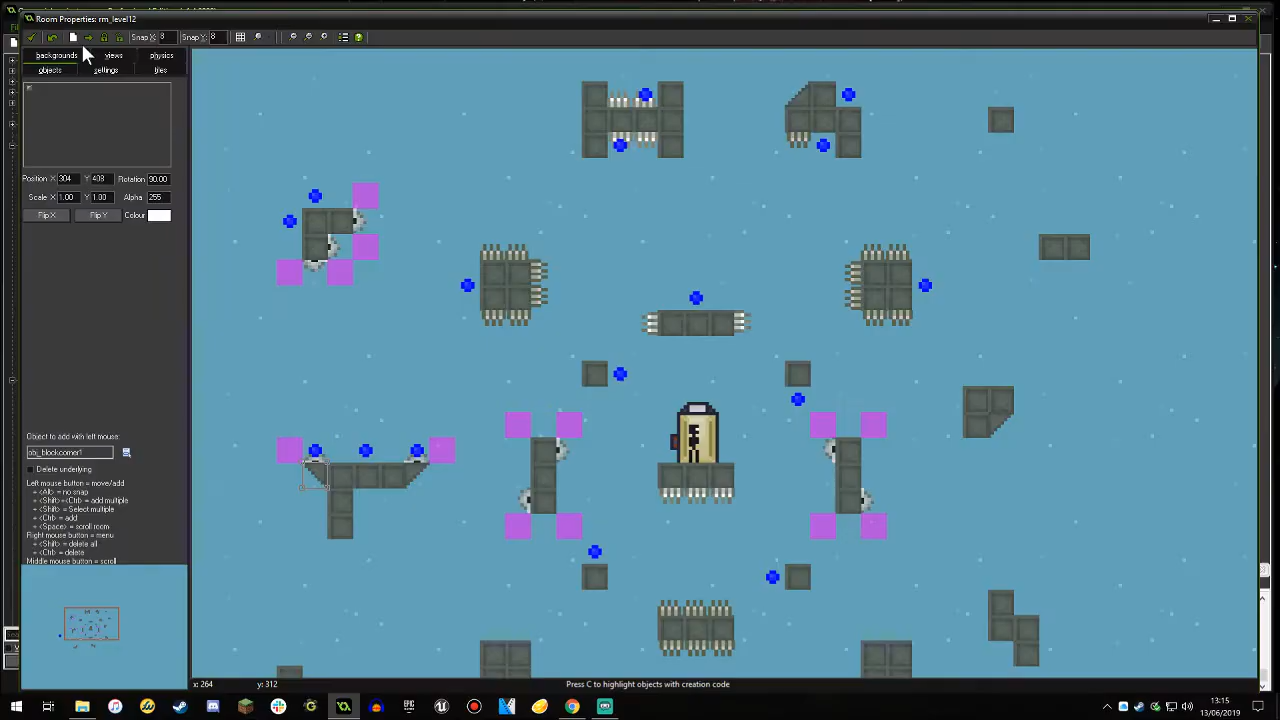 Room Properties: rm_level12
Snap X: 8 Snap Y: 8
backgrounds views physics
objects settings tiles
Position X 304 Y 408 Rotation 90.00
Scale X 1.00 Y 1.00 Alpha 255
Flip X Flip Y Colour
Object to add with left mouse:
obj_blockcorner1
Delete underlying
Left mouse button = move/add
+ <Alt> = no snap
+ <Shift>+<Ctrl> = add multiple
+ <Shift> = Select multiple
+ <Ctrl> = add
+ <Space> = scroll room
Right mouse button = menu
+ <Shift> = delete all
+ <Ctrl> = delete
Middle mouse button = scroll
x: 264 y: 312 Press C to highlight objects with creation code
13:15
13/06/2019